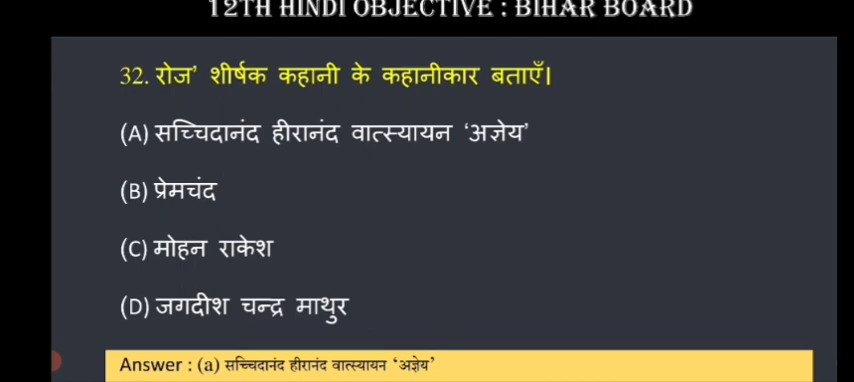 12TH HINDI OBJECTIVE : BIHAR BOARD
32. रोज' शीर्षक कहानी के कहानीकार बताएँ।
(A) सच्चिदानंद हीरानंद वात्स्यायन ‘अज्ञेय’
(B) प्रेमचंद
(C) मोहन राकेश
(D) जगदीश चन्द्र माथुर
Answer : (a) सच्चिदानंद हीरानंद वात्स्यायन ‘अज्ञेय’